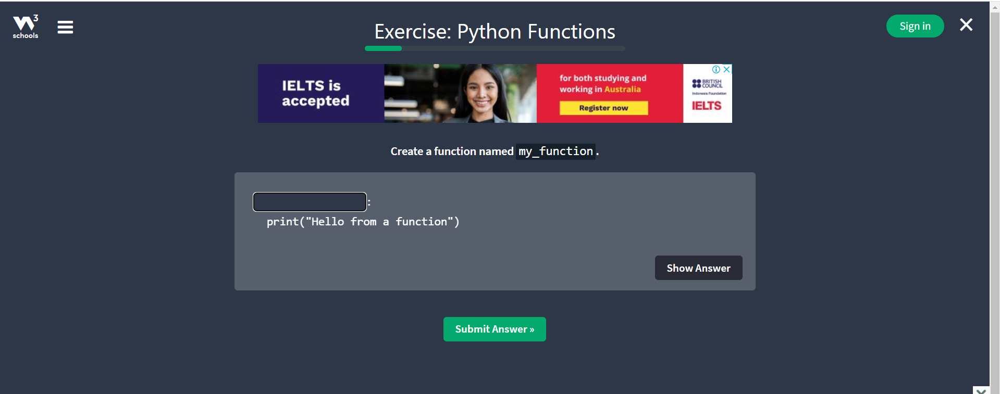 W3
schools
Exercise: Python Functions
Sign in
IELTS is
accepted
for both studying and
working in Australia
Register now
BRITISH
COUNCIL
Indonesia Foundation
IELTS
Create a function named my_function.
:
print("Hello from a function")
Show Answer
Submit Answer »